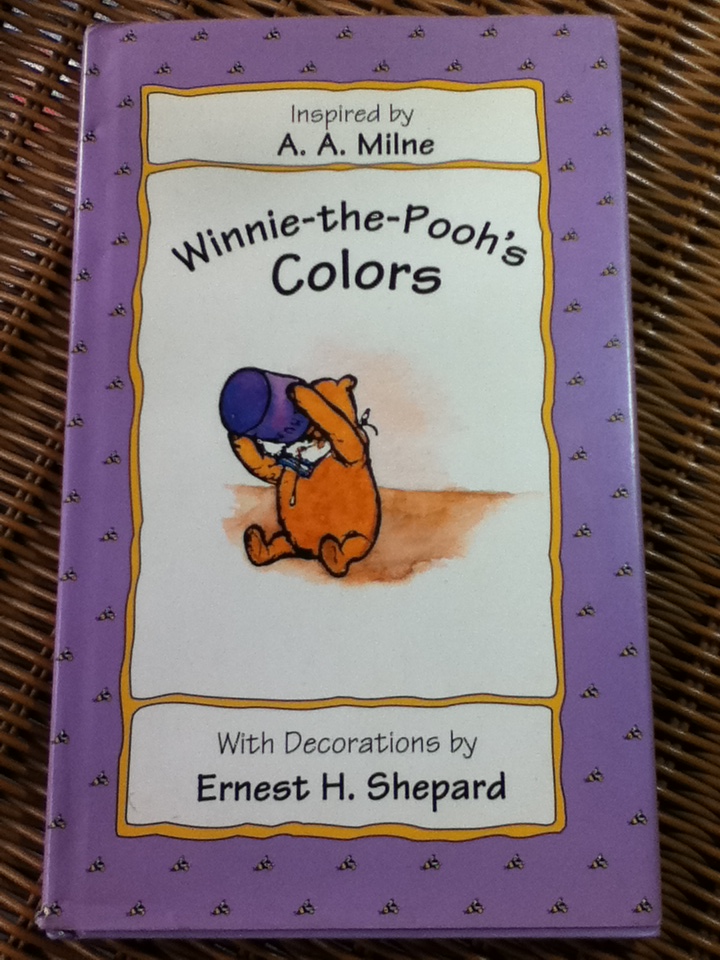 Inspired by
A. A. Milne
Winnie-the-Pooh's
Colors
With Decorations by
Ernest H. Shepard